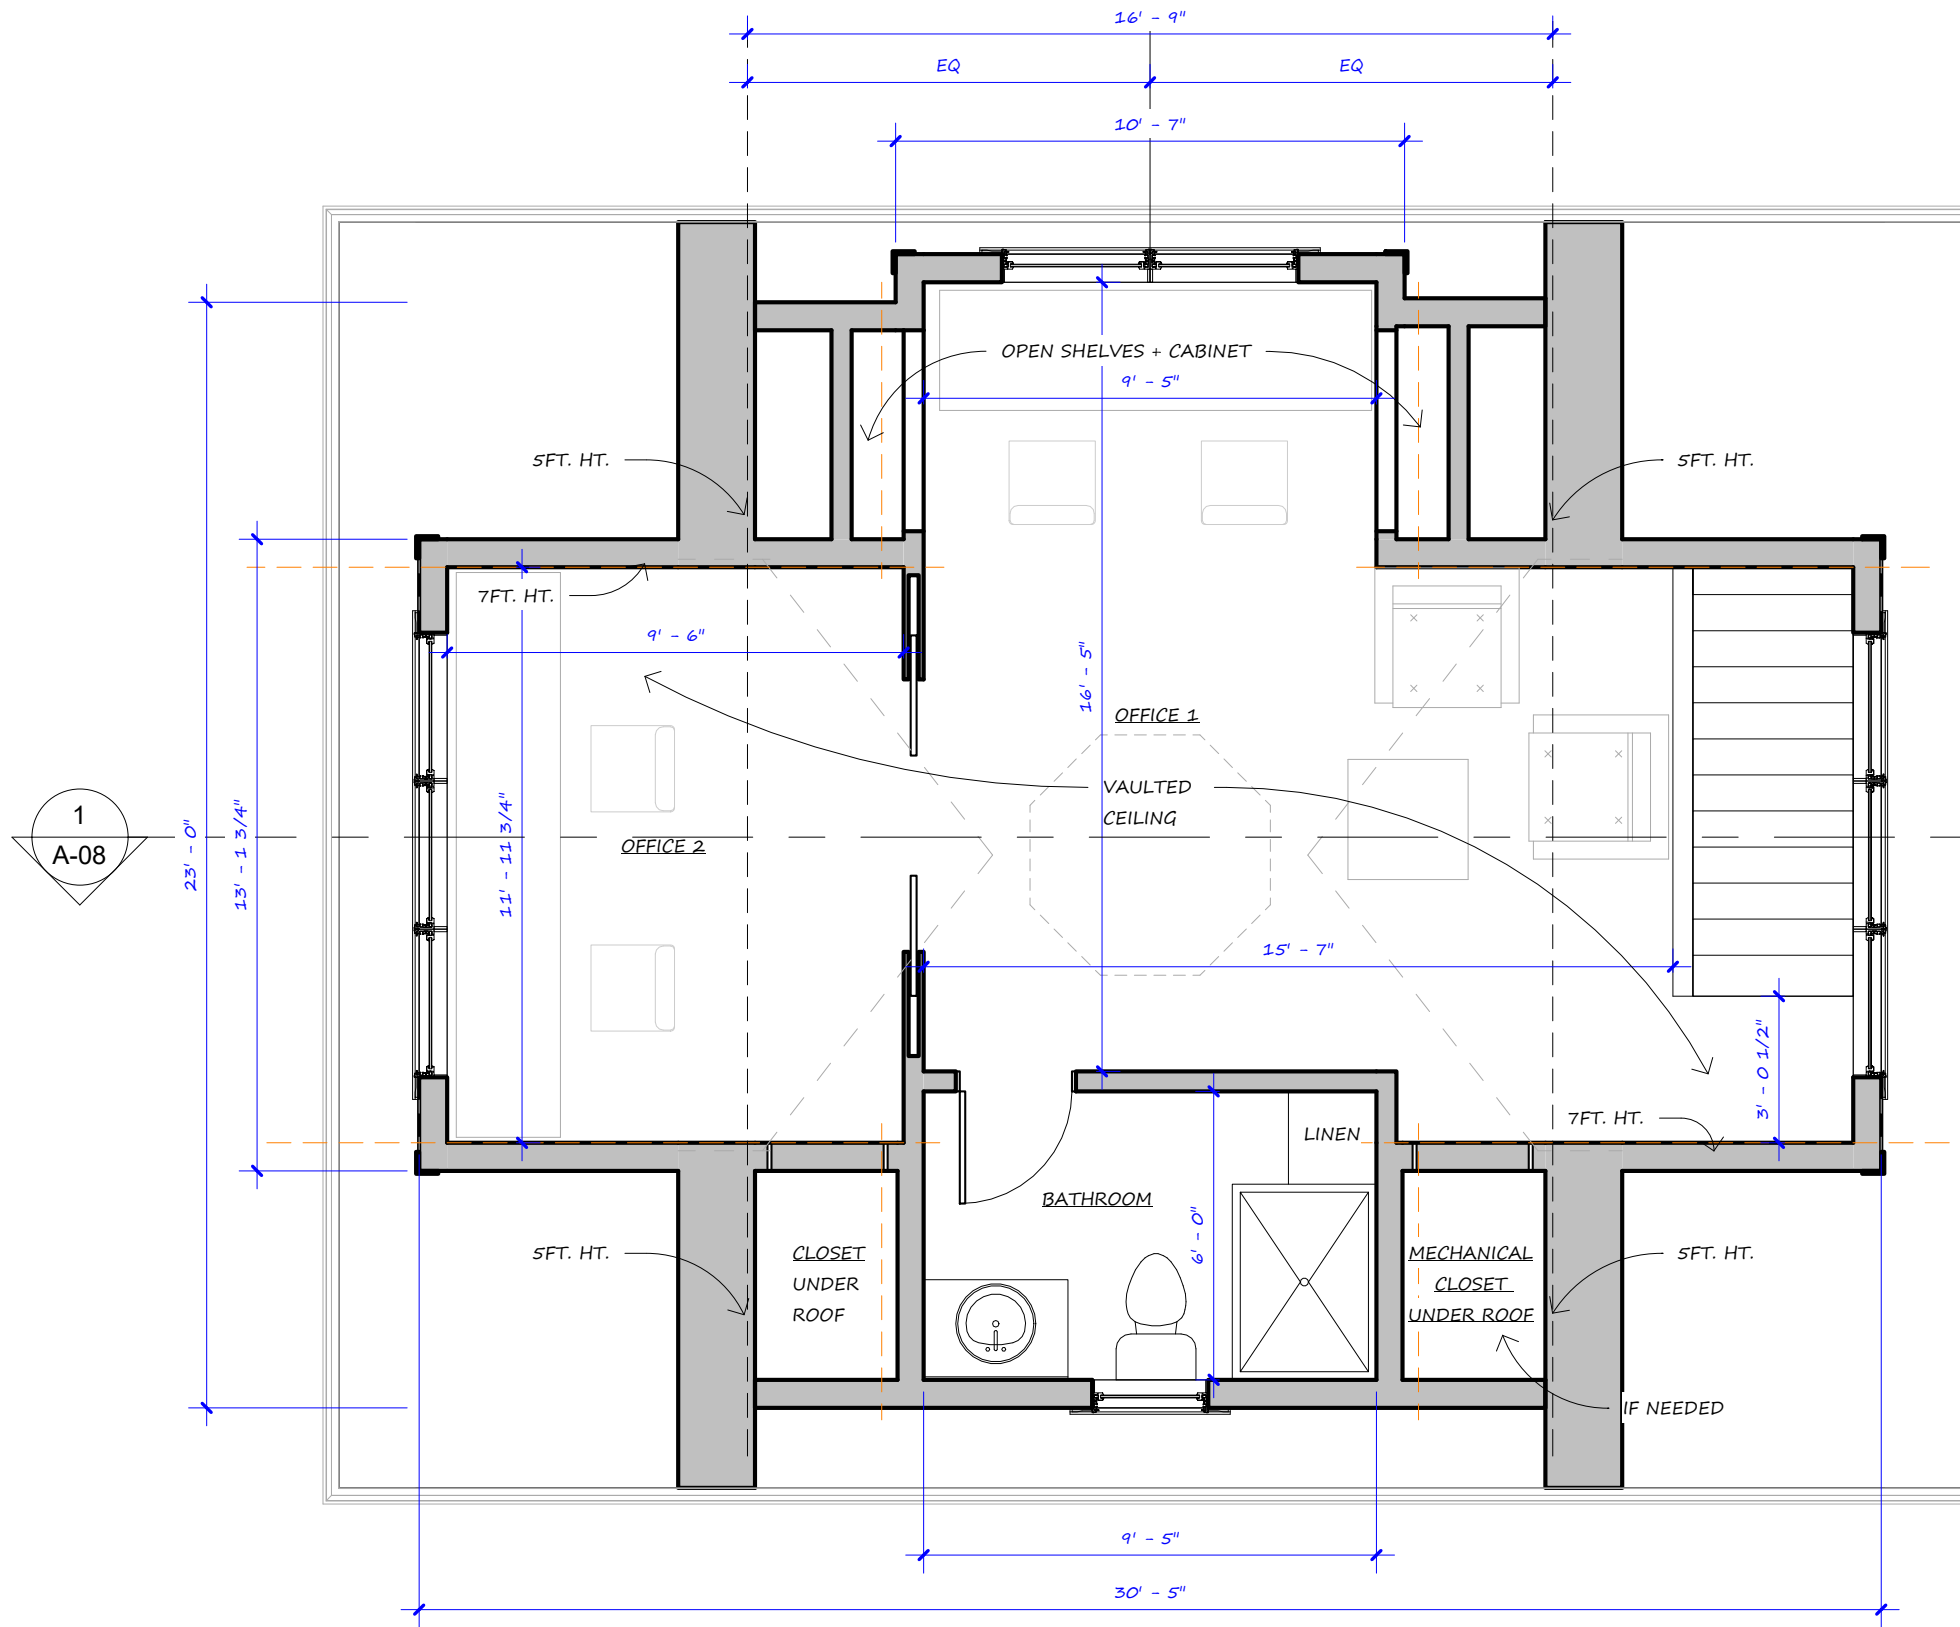 16' - 9"
EQ
EQ
10' - 7"
OPEN SHELVES + CABINET
9' - 5"
5FT. HT.
5FT. HT.
7FT. HT.
9' - 6"
16' - 5"
OFFICE 1
VAULTED
CEILING
1
A-08
23' - 0"
13' - 1 3/4"
11' - 11 3/4"
OFFICE 2
15' - 7"
3' - 0 1/2"
7FT. HT.
LINEN
BATHROOM
6' - 0"
5FT. HT.
CLOSET
UNDER
ROOF
MECHANICAL
CLOSET
UNDER ROOF
5FT. HT.
IF NEEDED
9' - 5"
30' - 5"